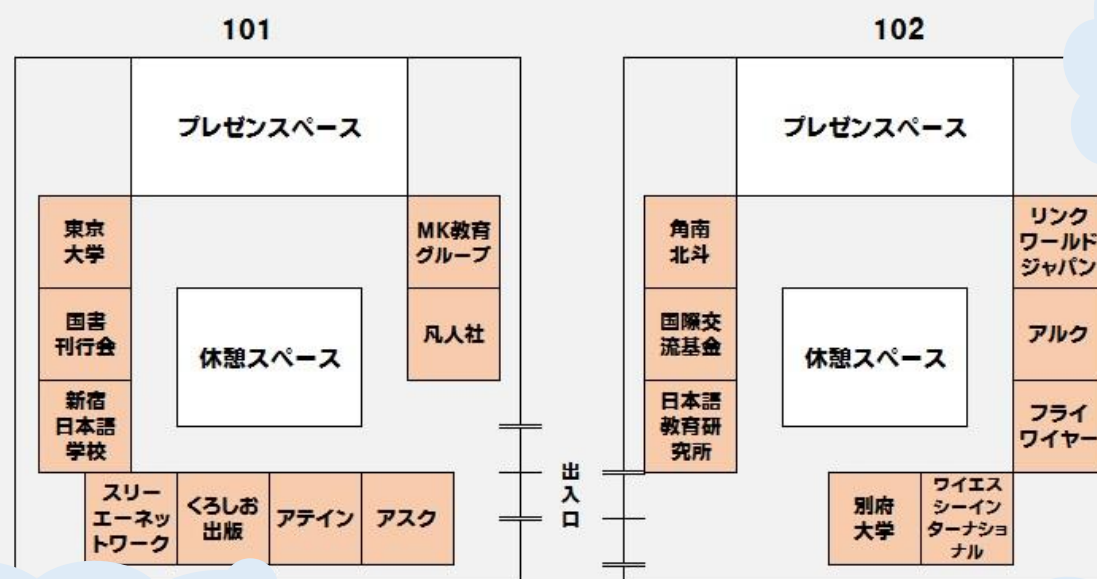 101
プレゼンスペース
東京
大学
MK教育
グループ
国書
刊行会
休憩スペース
凡人社
新宿
日本語
学校
スリー
エーネッ
トワーク
くろしお
出版
アテイン
アスク
出
入
口
102
プレゼンスペース
角南
北斗
リンク
ワールド
ジャパン
国際交
流基金
休憩スペース
アルク
日本語
教育研
究所
フライ
ワイヤー
別府
大学
ワイエス
シーイン
ターナショ
ナル